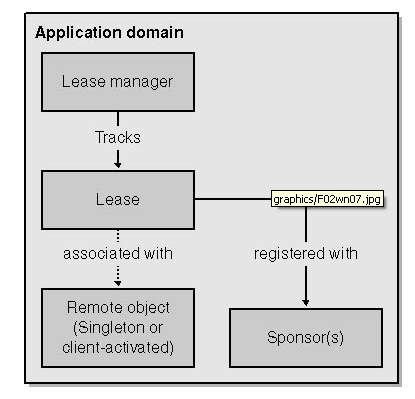 Application domain
Lease manager
Tracks
Lease
graphics/F02wn07.jpg
associated with
registered with
Remote object
(Singleton or
client-activated)
Sponsor(s)